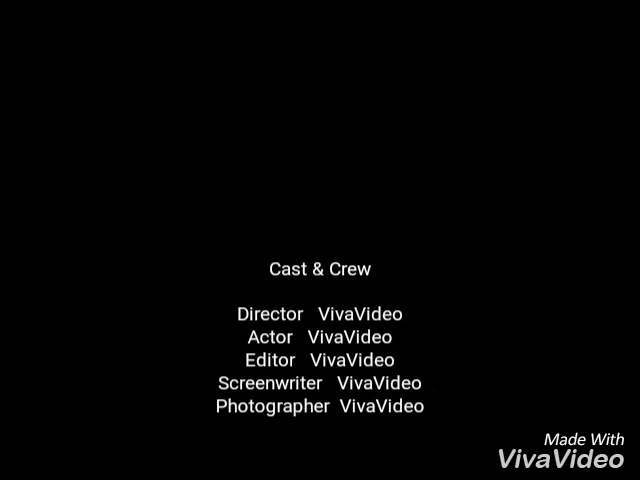 Cast & Crew
Director VivaVideo
Actor VivaVideo
Editor VivaVideo
Screenwriter VivaVideo
Photographer VivaVideo
Made With
VivaVideo